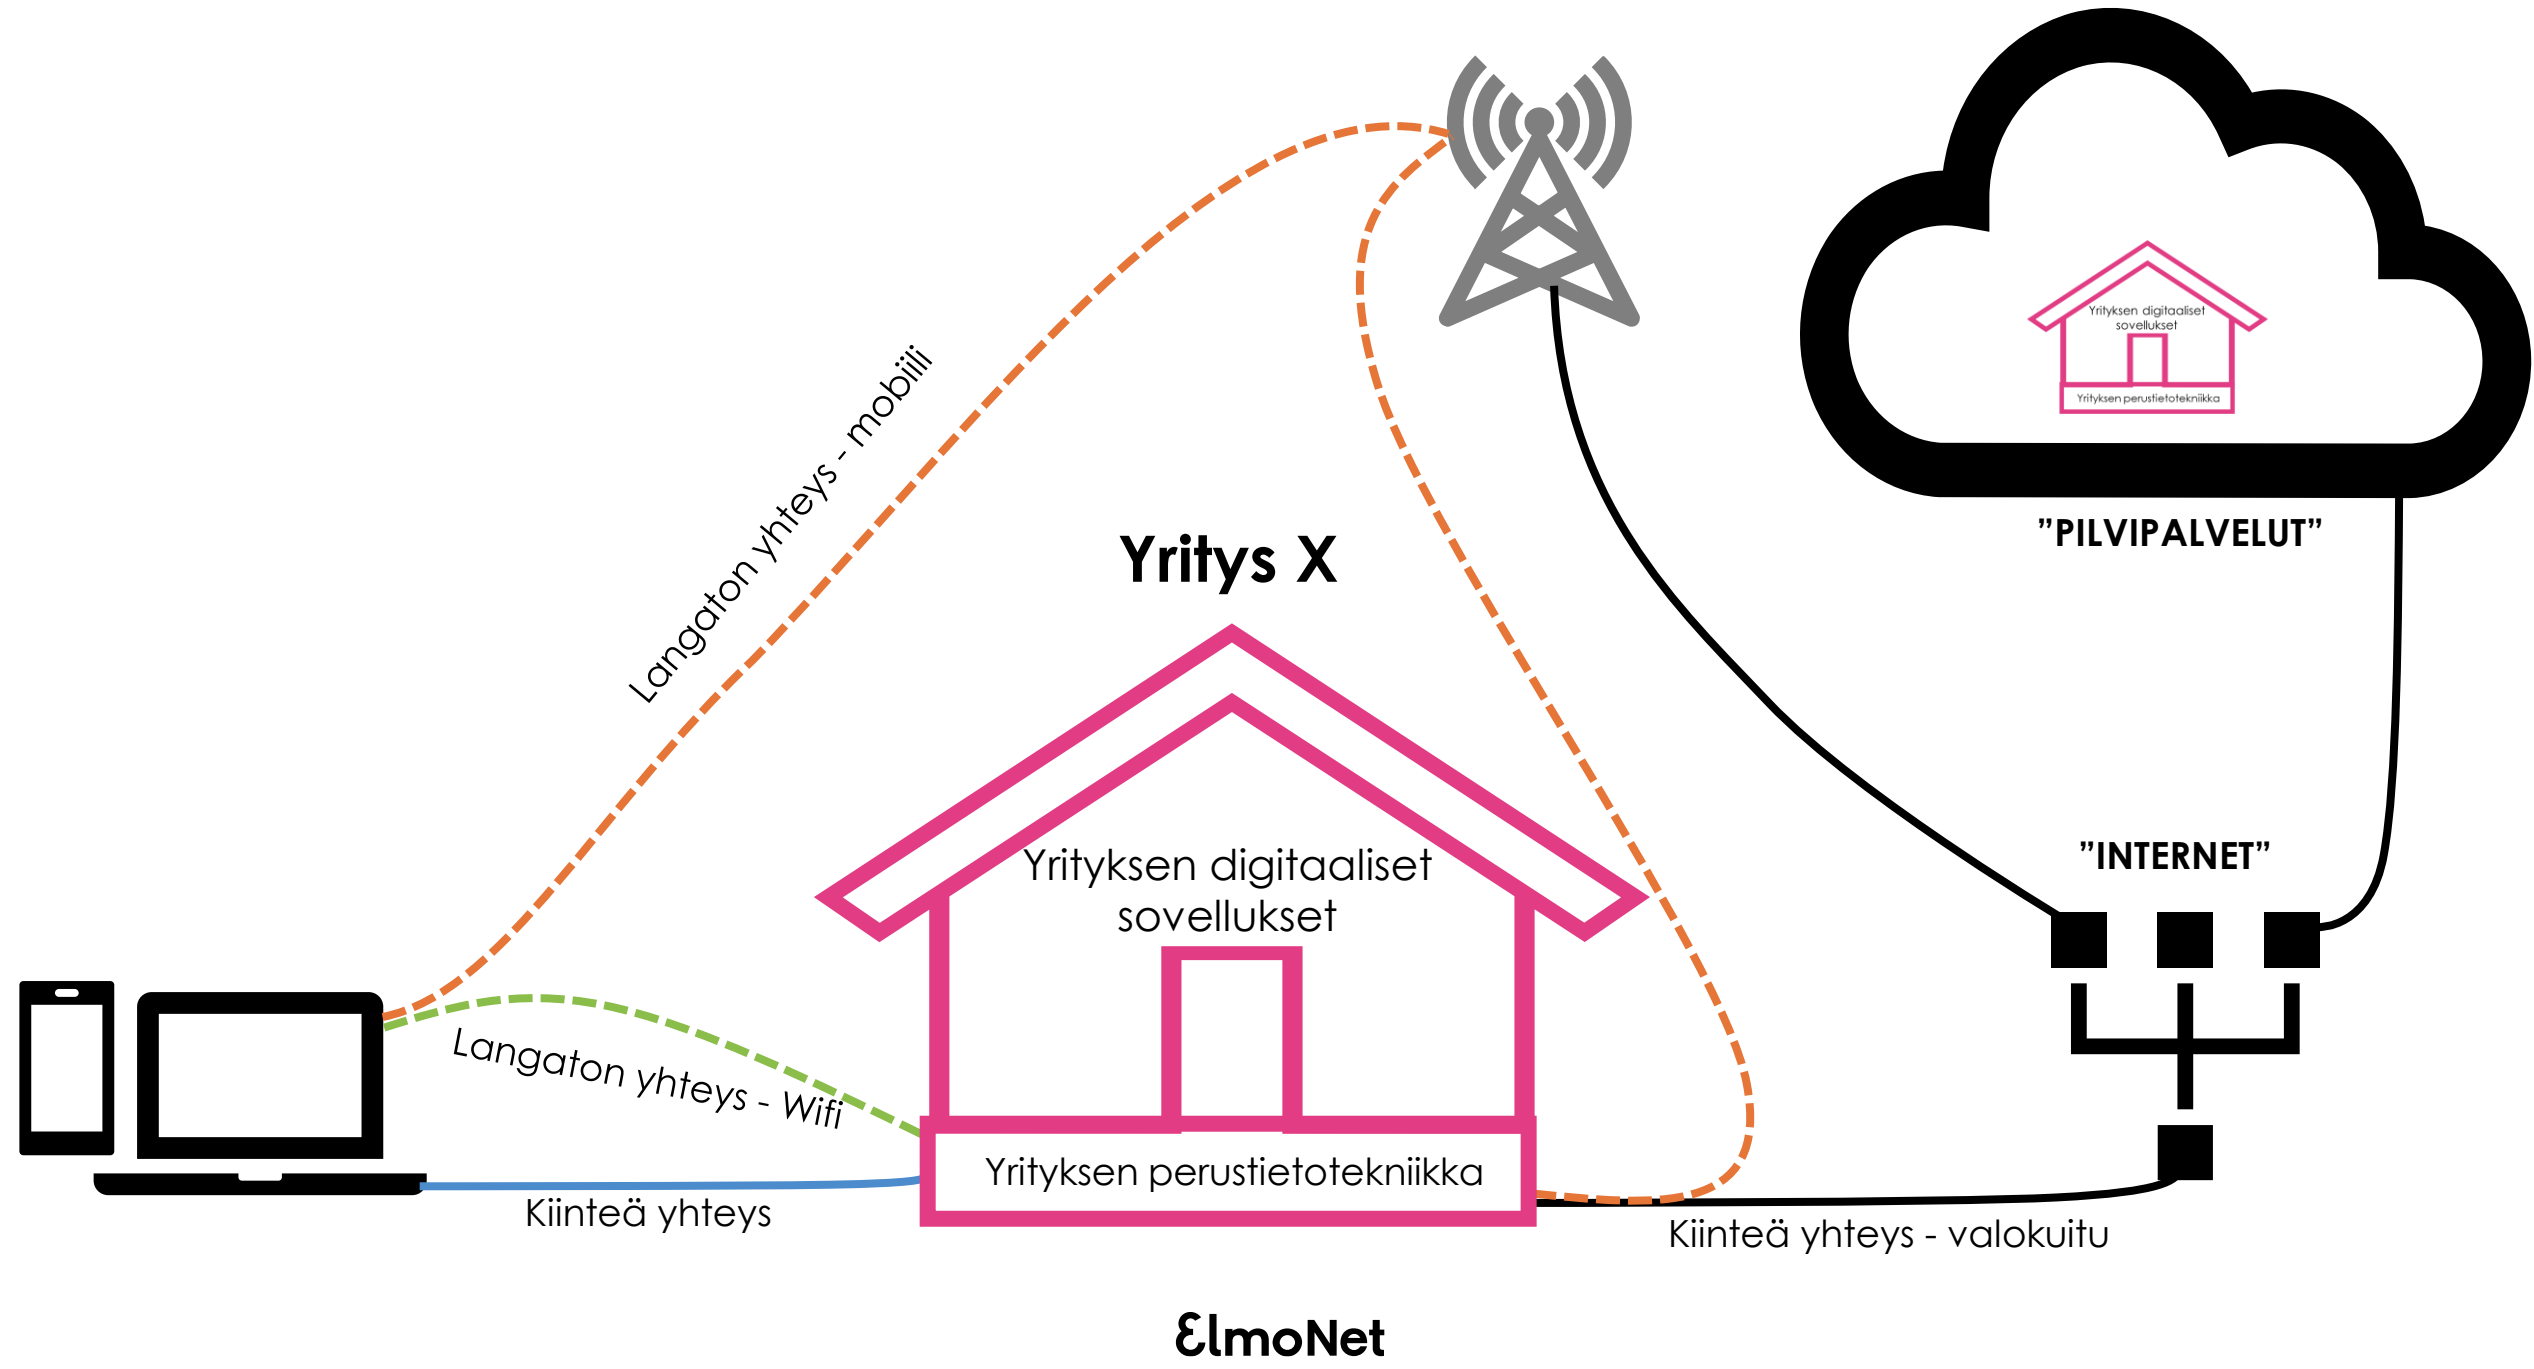 Yrityksen digitaaliset
sovellukset
Yrityksen perustietotekniikka
”PILVIPALVELUT”
Langaton yhteys - mobiili
Yritys X
”INTERNET”
Yrityksen digitaaliset
sovellukset
Langaton yhteys - Wifi
Yrityksen perustietotekniikka
Kiinteä yhteys
Kiinteä yhteys - valokuitu
ElmoNet